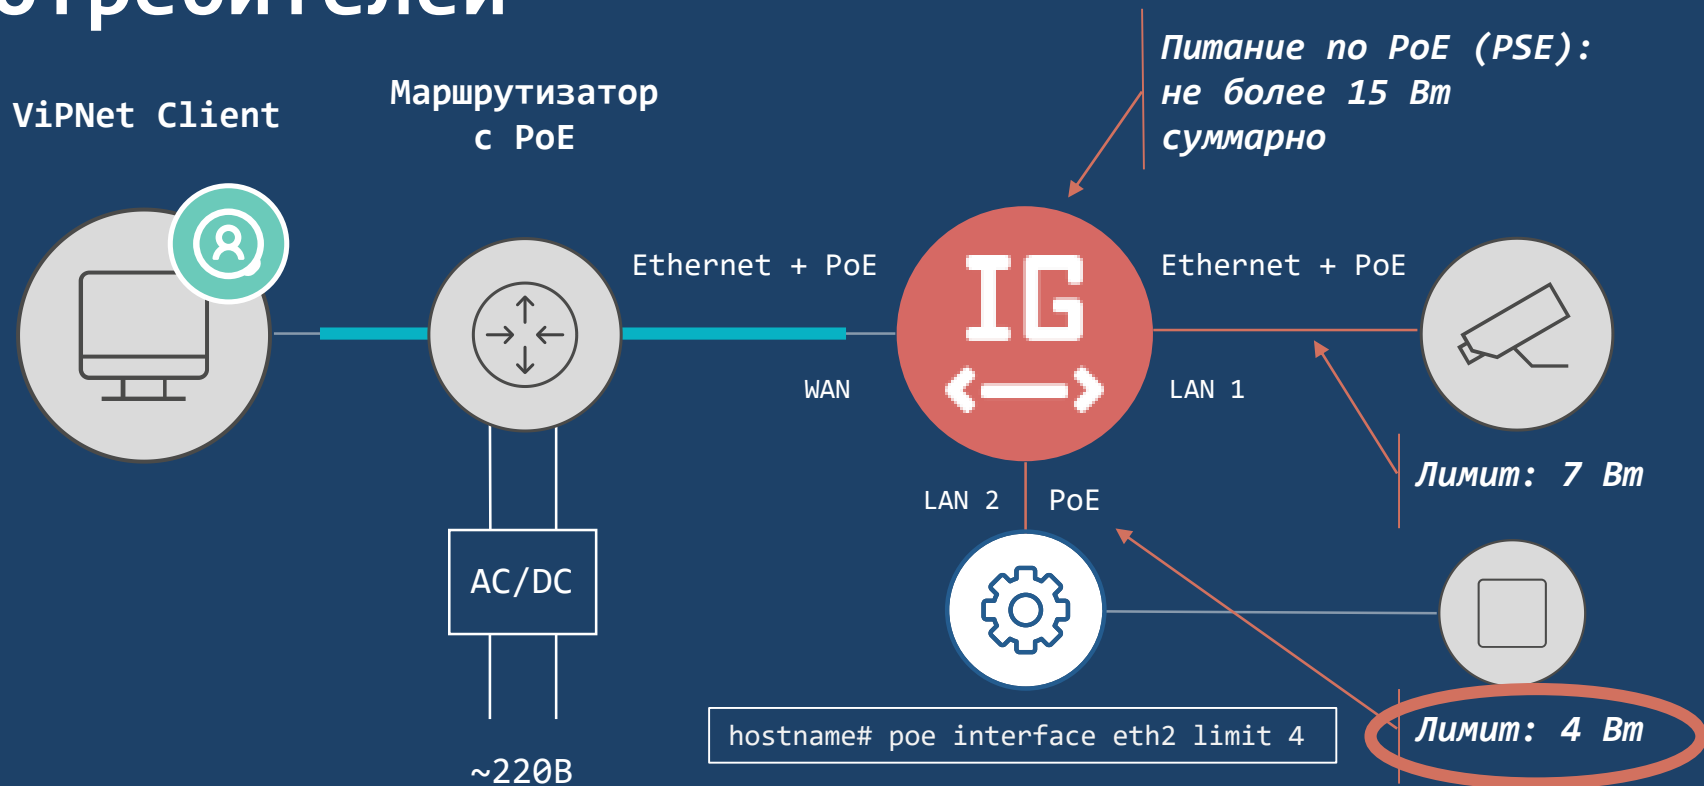 Питание по PoE (PSE):
не более 15 Вт
суммарно
ViPNet Client
Маршрутизатор
с PoE
Ethernet + PoE
IG
Ethernet + PoE
WAN
LAN 1
Лимит: 7 Вт
LAN 2
PoE
AC/DC
hostname# poe interface eth2 limit 4
Лимит: 4 Вт
~220В